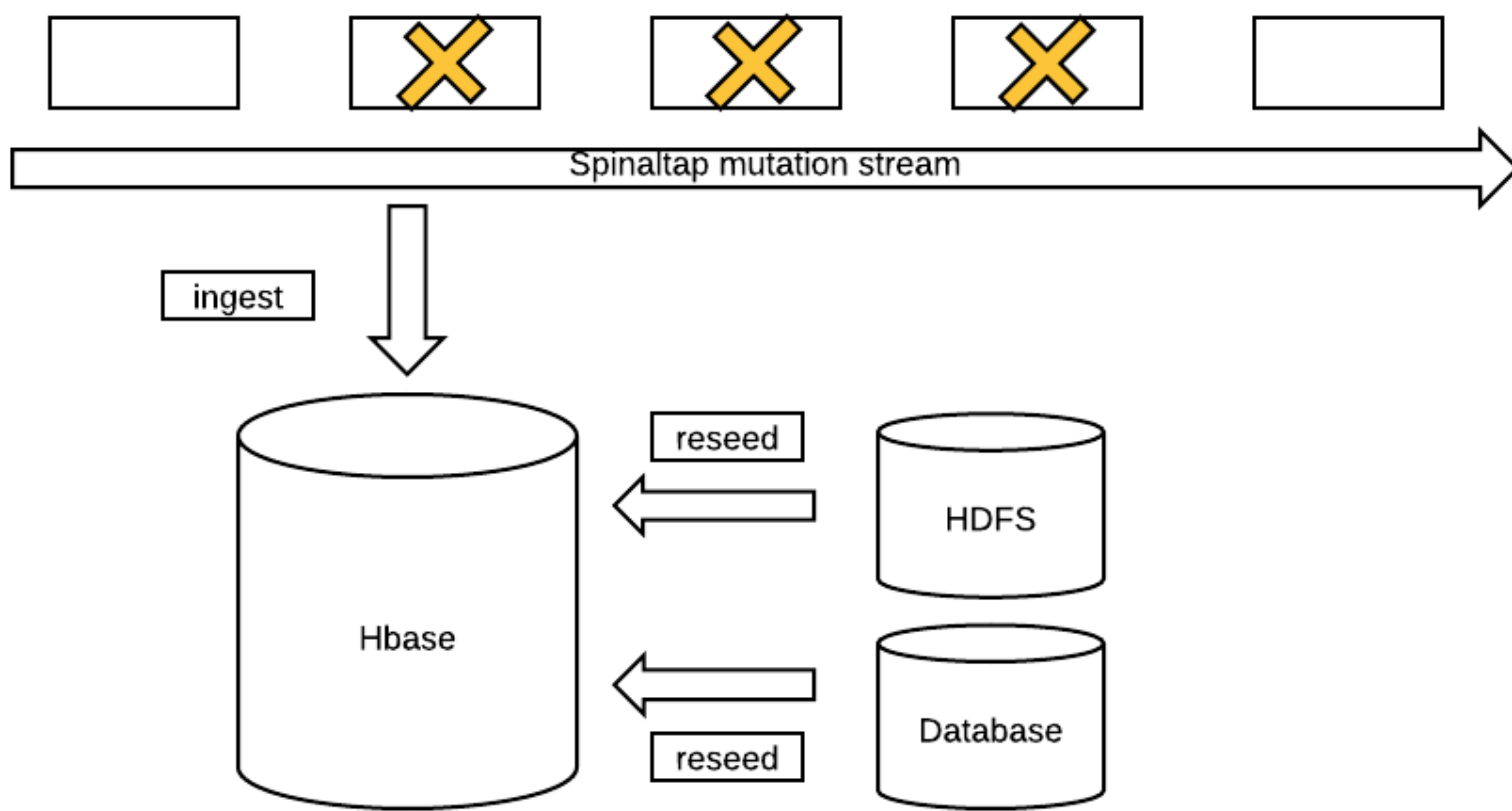 Spinaltap mutation stream
ingest
reseed
HDFS
Hbase
Database
reseed